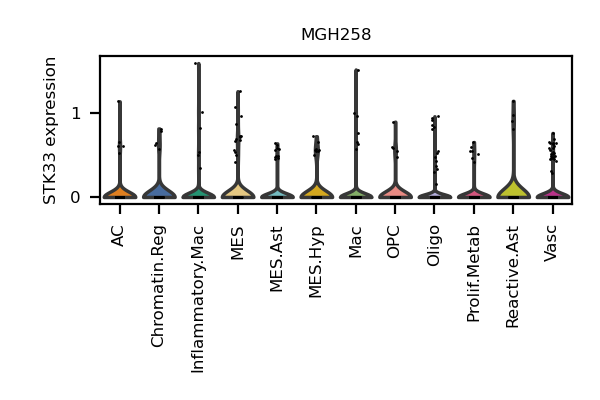 MGH258
STK33 expression
1
0
AC
Chromatin.Reg
Inflammatory.Mac
MES
MES.Ast
MES.Hyp
Mac
OPC
Oligo
Prolif.Metab
Reactive.Ast
Vasc